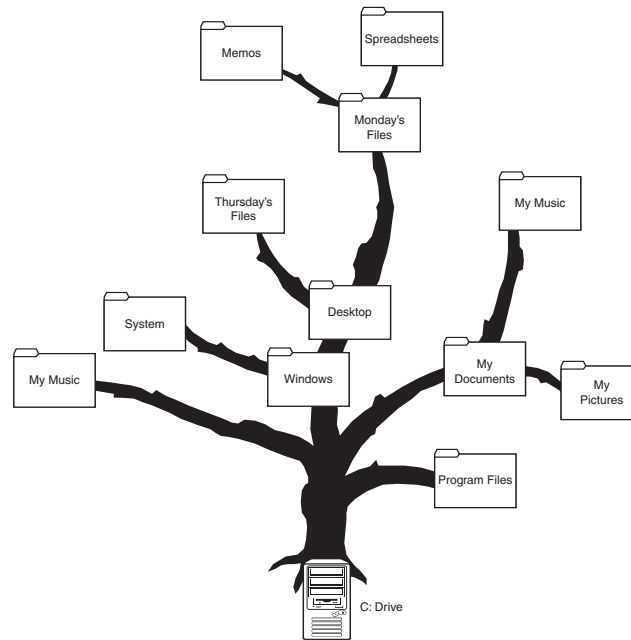 Spreadsheets
Memos
Monday's
Files
Thursday's
Files
My Music
Desktop
System
Windows
My Music
My
Documents
My
Pictures
Program Files
C: Drive